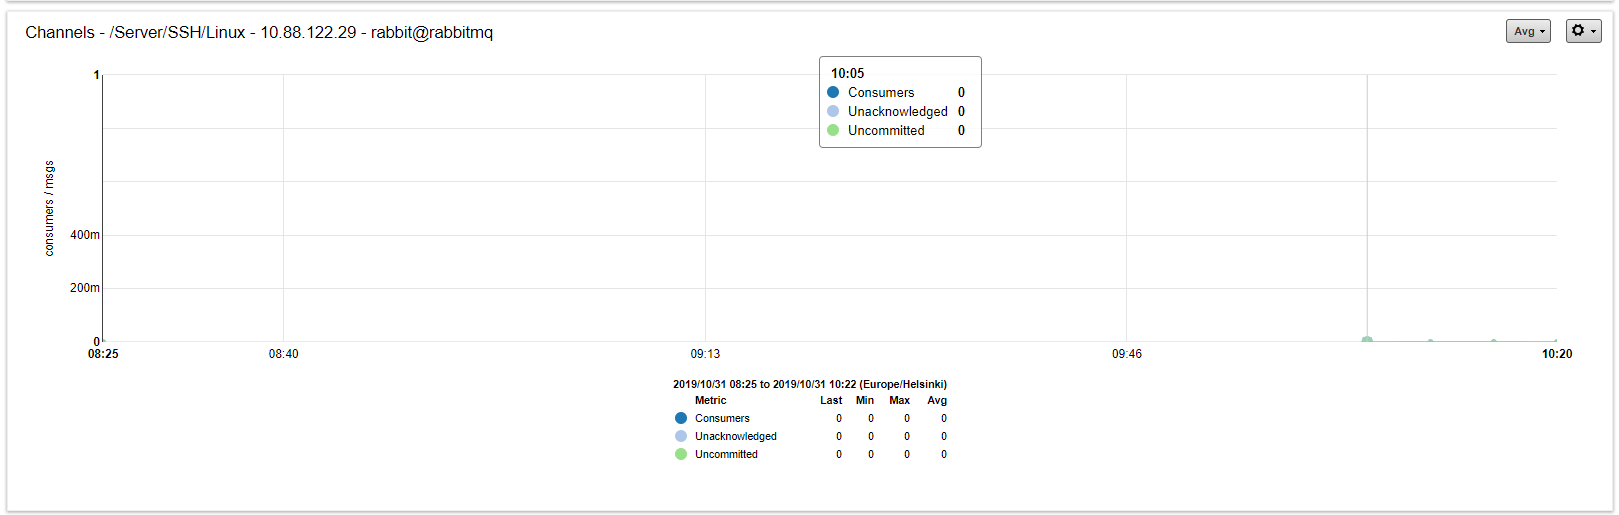 Channels - /Server/SSH/Linux - 10.88.122.29 - rabbit@rabbitmq
Avg
10:05
Consumers 0
Unacknowledged 0
Uncommitted 0
consumers / msgs
1
400m
200m
0
08:25 08:40 09:13 09:46 10:20
2019/10/31 08:25 to 2019/10/31 10:22 (Europe/Helsinki)
Metric Last Min Max Avg
Consumers 0 0 0 0
Unacknowledged 0 0 0 0
Uncommitted 0 0 0 0